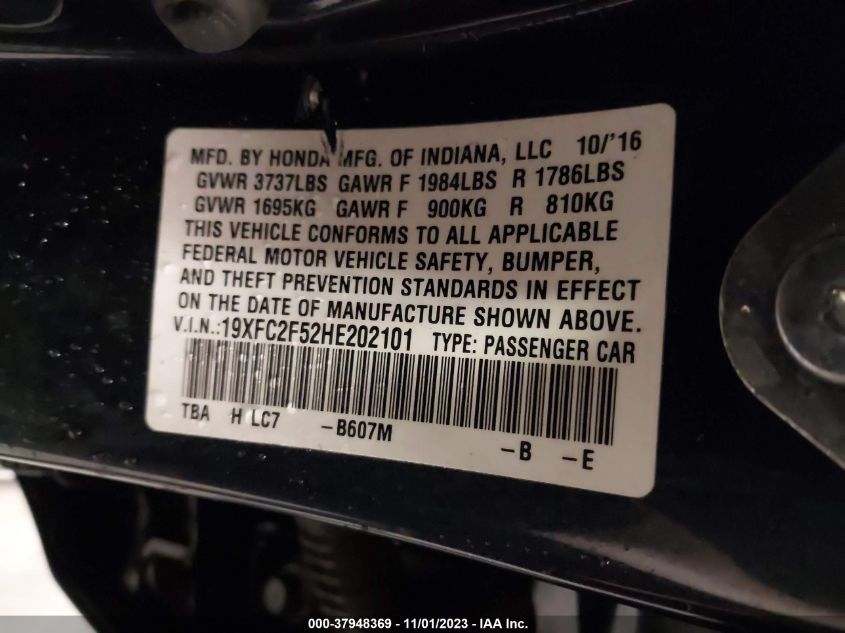 MFD. BY HONDA MFG. OF INDIANA, LLC 10/'16
GVWR 3737LBS GAWR F 1984LBS R 1786LBS
GVWR 1695KG GAWR F 900KG R 810KG
THIS VEHICLE CONFORMS TO ALL APPLICABLE
FEDERAL MOTOR VEHICLE SAFETY, BUMPER,
AND THEFT PREVENTION STANDARDS IN EFFECT
ON THE DATE OF MANUFACTURE SHOWN ABOVE.
V.I.N.:19XFC2F52HE202101 TYPE: PASSENGER CAR
TBA H LC7 -B607M -B -E
000-37948369 - 11/01/2023 - IAA Inc.